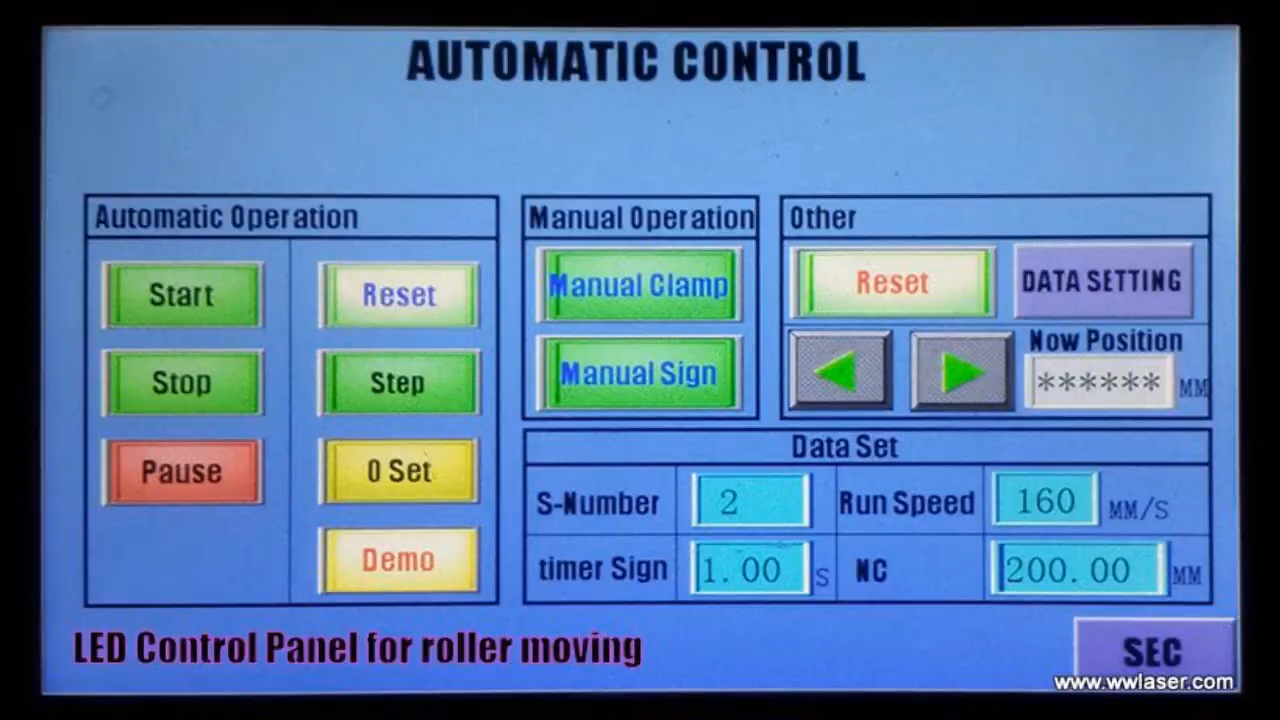 AUTOMATIC CONTROL
Automatic Operation
Start
Reset
Stop
Step
Pause
0 Set
Demo
Manual Operation
Manual Clamp
Manual Sign
Other
Reset
DATA SETTING
Now Position
****** MM
Data Set
S-Number 2 Run Speed 160 MM/S
timer Sign 1.00 S NC 200.00 MM
LED Control Panel for roller moving
SEC
www.wwlaser.com